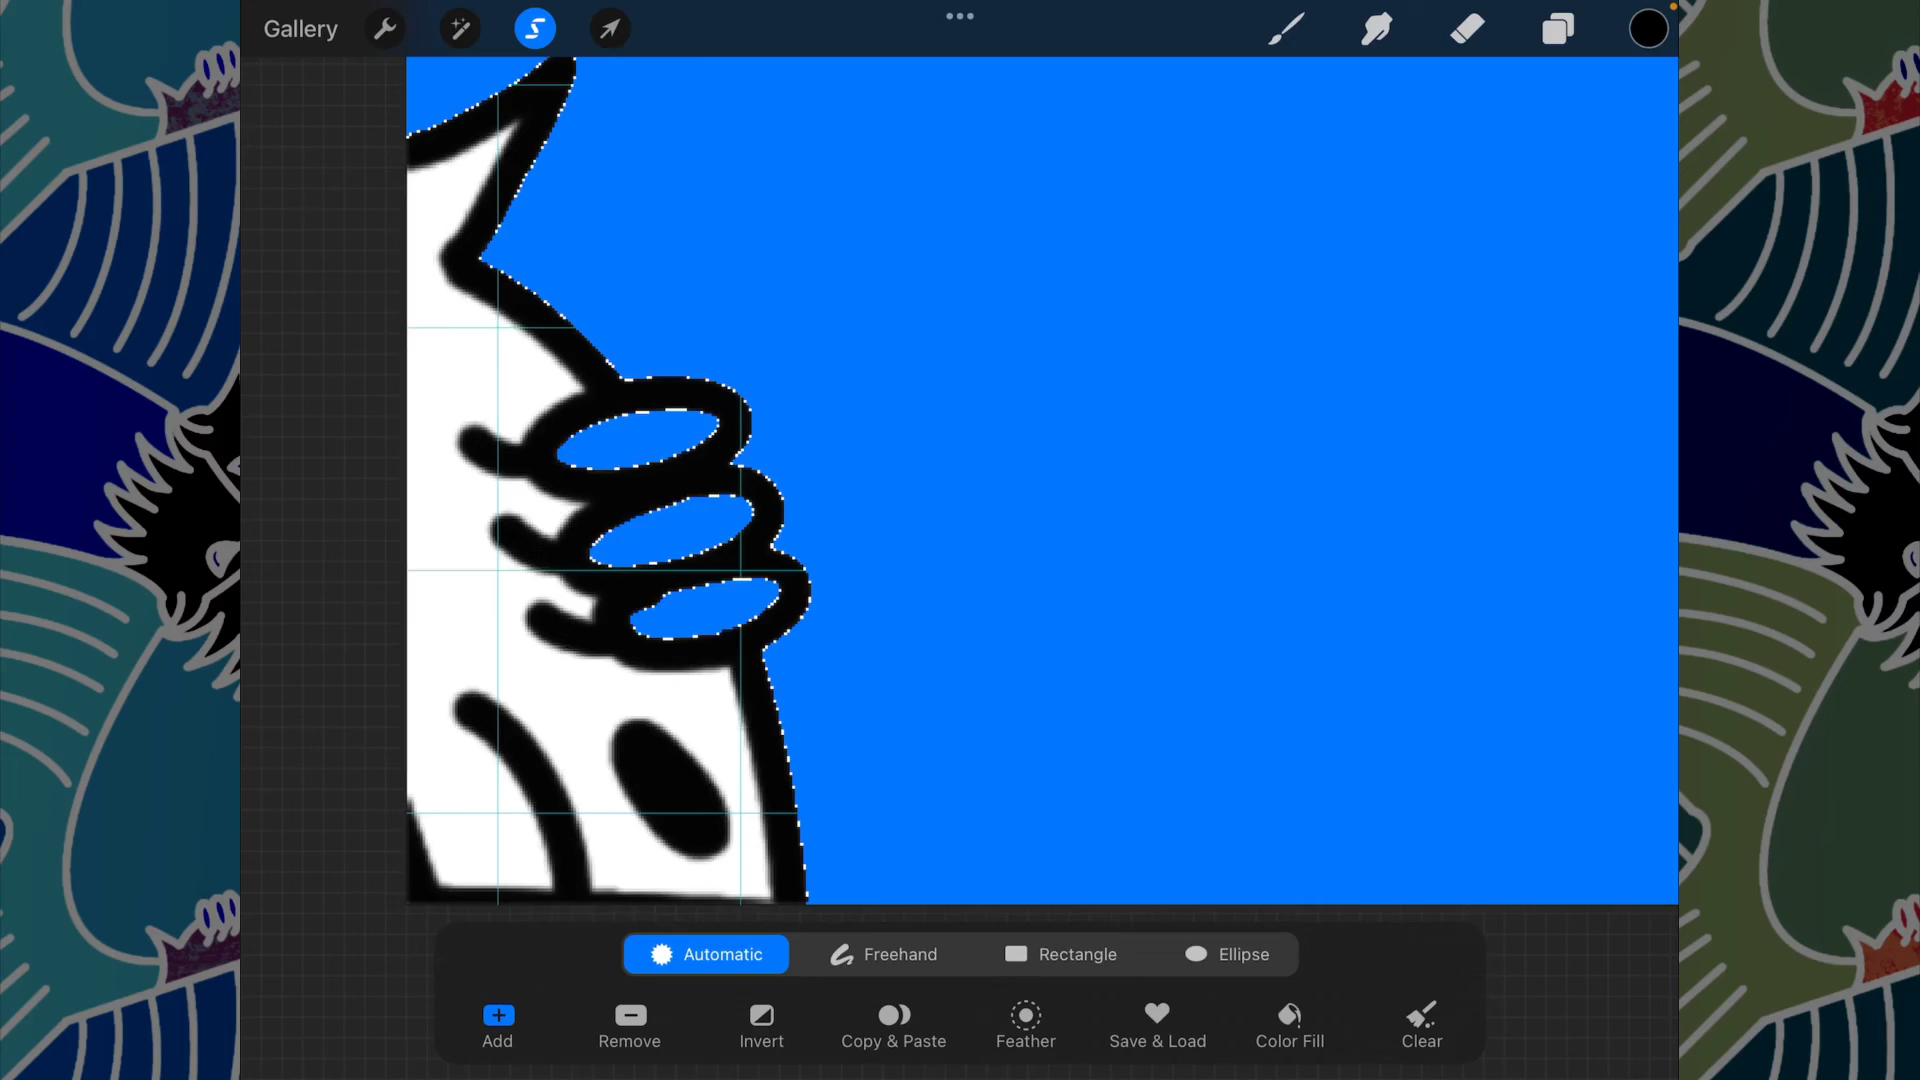 Gallery
Automatic Freehand Rectangle Ellipse
Add Remove Invert Copy & Paste Feather Save & Load Color Fill Clear